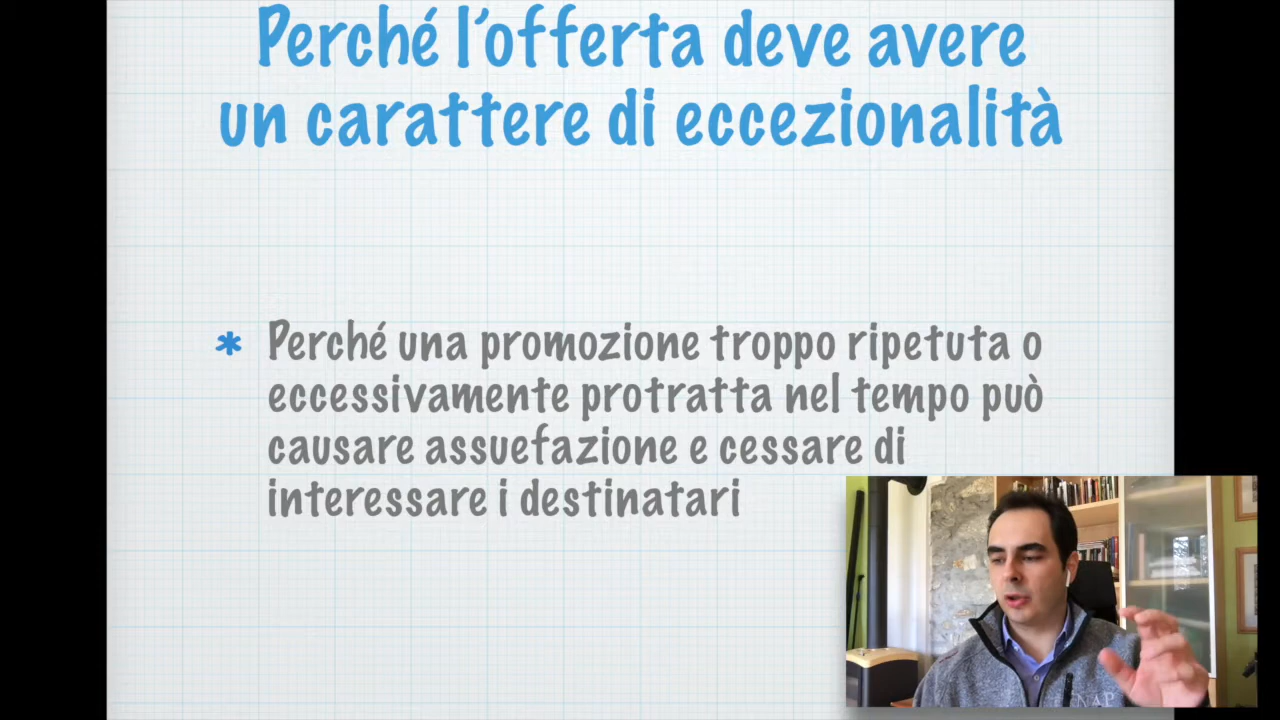 Perché l'offerta deve avere
un carattere di eccezionalità
* Perché una promozione troppo ripetuta o
eccessivamente protratta nel tempo può
causare assuefazione e cessare di
interessare i destinatari